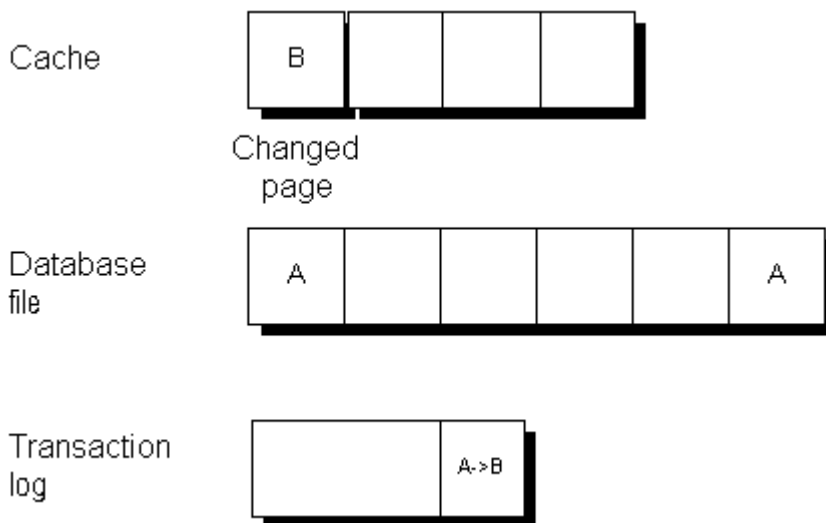 Cache
B
Changed
page
Database
file
A
A
Transaction
log
A->B